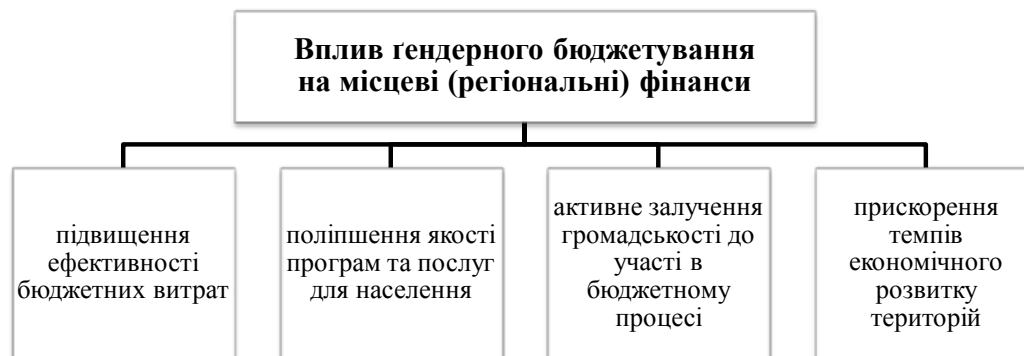 Вплив ґендерного бюджетування
на місцеві (регіональні) фінанси
підвищення
ефективності
бюджетних витрат
поліпшення якості
програм та послуг
для населення
активне залучення
громадськості до
участі в
бюджетному
процесі
прискорення
темпів
економічного
розвитку
територій